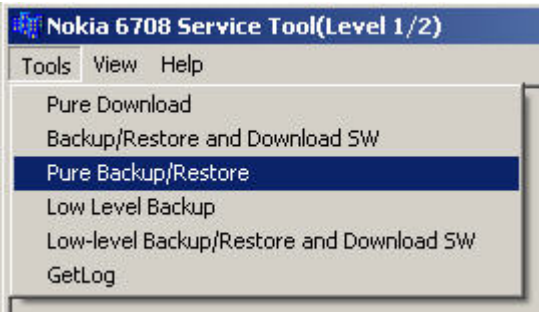 Nokia 6708 Service Tool(Level 1/2)
Tools View Help
Pure Download
Backup/Restore and Download SW
Pure Backup/Restore
Low Level Backup
Low-level Backup/Restore and Download SW
GetLog